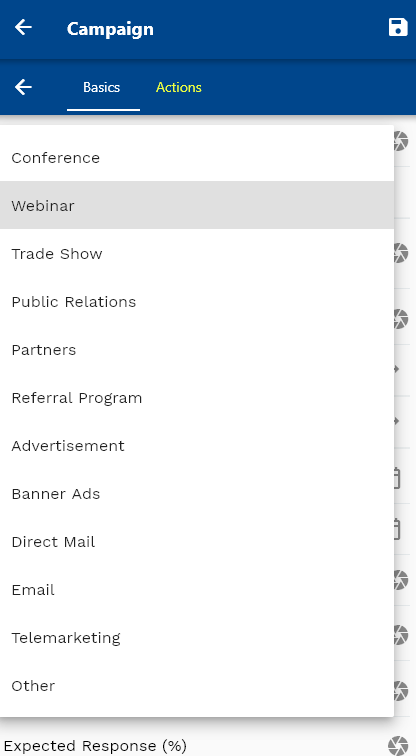 Campaign
Basics
Actions
Conference
Webinar
Trade Show
Public Relations
Partners
Referral Program
Advertisement
Banner Ads
Direct Mail
Email
Telemarketing
Other
Expected Response (%)